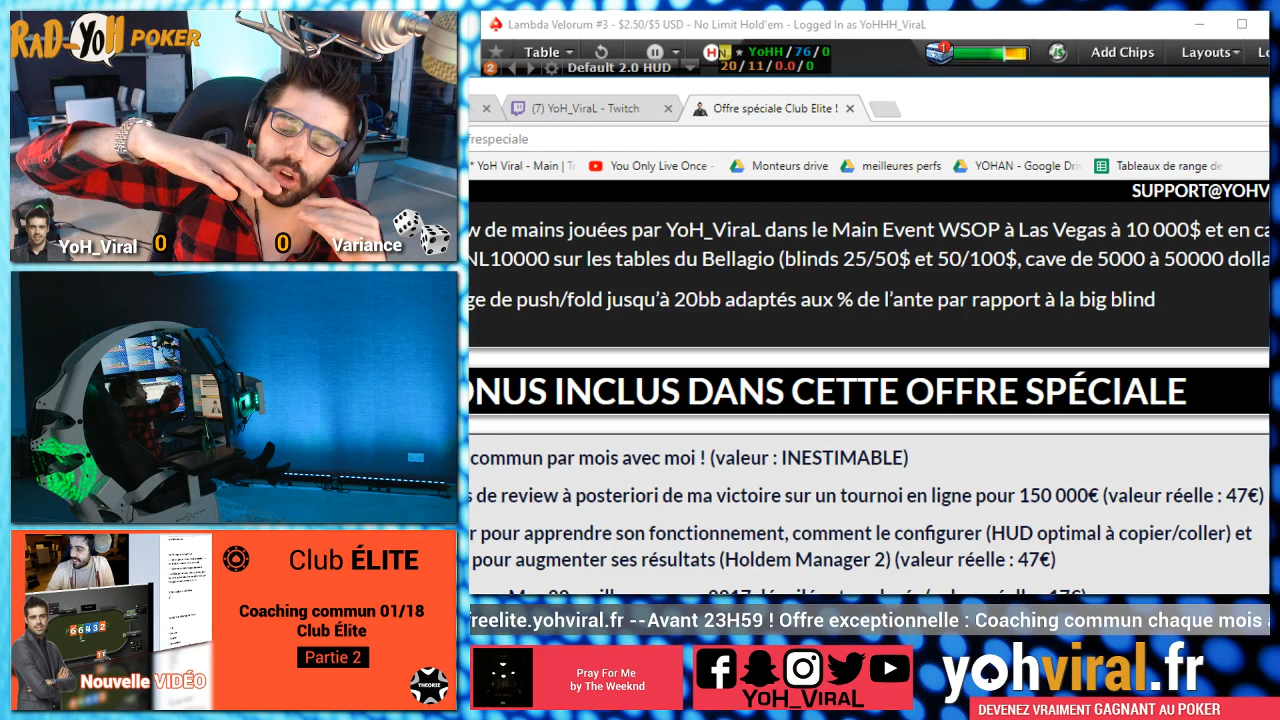 RAD-YOH POKER
YoH_Viral 0 0 Variance
Club ÉLITE
Coaching commun 01/18
Club Élite
Partie 2
Nouvelle VIDÉO
THEORIE
66432
Lambda Velorum #3 - $2.50/$5 USD - No Limit Hold'em - Logged In as YoHHH_ViraL
Table
YoHH/76/0
Add Chips
Layouts
Default 2.0 HUD
20/11/0.0/0
(7) YoH_ViraL - Twitch
Offre spéciale Club Elite !
frespeciale
* YoH Viral - Main | Tr
You Only Live Once -
Monteurs drive
meilleures perfs
YOHAN - Google Driv
Tableaux de range de
SUPPORT@YOHV
w de mains jouées par YoH_ViraL dans le Main Event WSOP à Las Vegas à 10 000$ et en ca
NL10000 sur les tables du Bellagio (blinds 25/50$ et 50/100$, cave de 5000 à 50000 dolla
ge de push/fold jusqu'à 20bb adaptés aux % de l'ante par rapport à la big blind
ONUS INCLUS DANS CETTE OFFRE SPÉCIALE
commun par mois avec moi ! (valeur : INESTIMABLE)
s de review à posteriori de ma victoire sur un tournoi en ligne pour 150 000€ (valeur réelle : 47€)
r pour apprendre son fonctionnement, comment le configurer (HUD optimal à copier/coller) et
pour augmenter ses résultats (Holdem Manager 2) (valeur réelle : 47€)
freelite.yohviral.fr --Avant 23H59 ! Offre exceptionnelle : Coaching commun chaque mois a
Pray For Me
by The Weeknd
YoH_ViraL
yohviral.fr
DEVENEZ VRAIMENT GAGNANT AU POKER